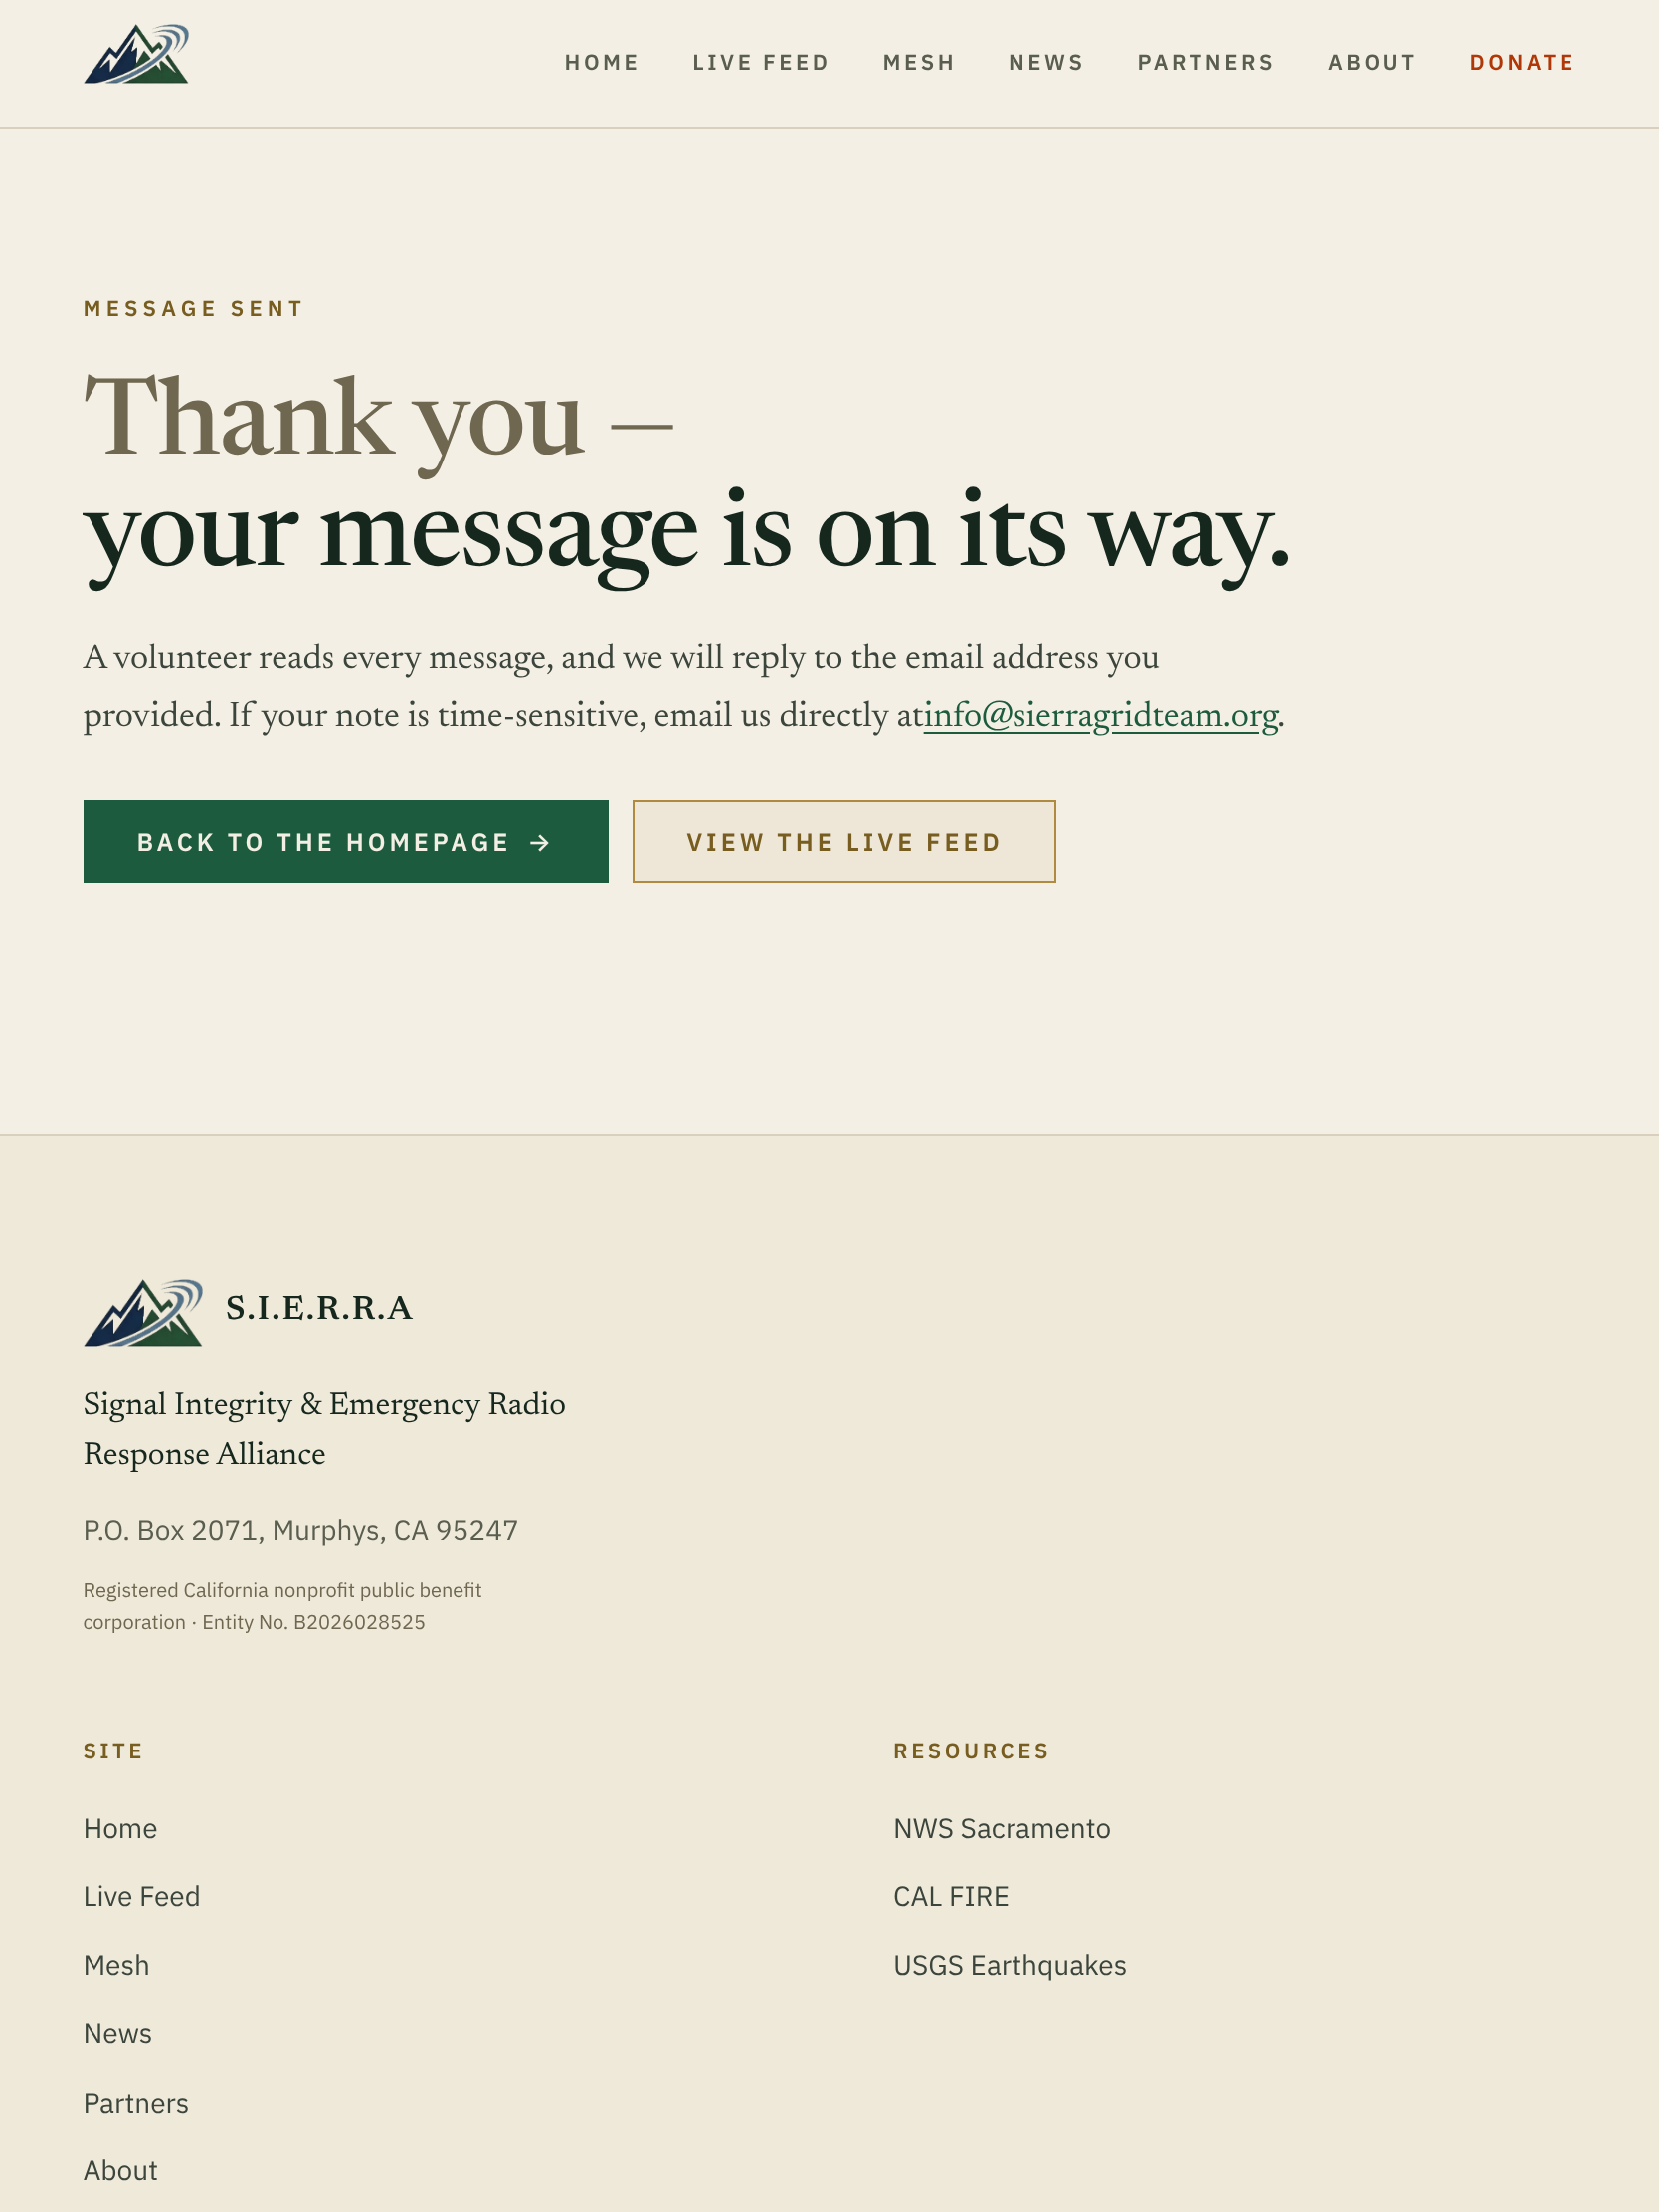 HOME LIVE FEED MESH NEWS PARTNERS ABOUT DONATE
MESSAGE SENT
Thank you —
your message is on its way.
A volunteer reads every message, and we will reply to the email address you
provided. If your note is time-sensitive, email us directly atinfo@sierragridteam.org.
BACK TO THE HOMEPAGE → VIEW THE LIVE FEED
S.I.E.R.R.A
Signal Integrity & Emergency Radio
Response Alliance
P.O. Box 2071, Murphys, CA 95247
Registered California nonprofit public benefit
corporation · Entity No. B2026028525
SITE
Home
Live Feed
Mesh
News
Partners
About
RESOURCES
NWS Sacramento
CAL FIRE
USGS Earthquakes